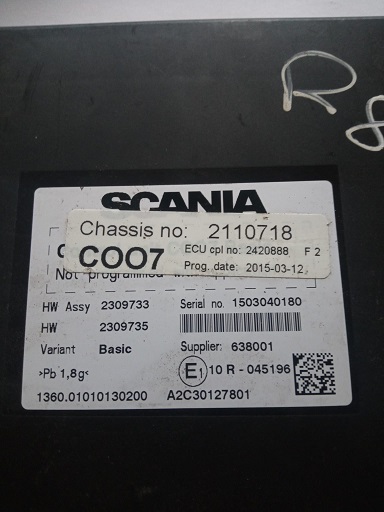 R
8
SCANIA
Chassis no: 2110718
COO7 ECU cpl no: 2420888 F 2
Prog. date: 2015-03-12
Not programmed
HW Assy 2309733 Serial no. 1503040180
HW 2309735
Variant Basic Supplier: 638001
>Pb 1,8g< E1 10 R - 045196
1360.01010130200 A2C30127801